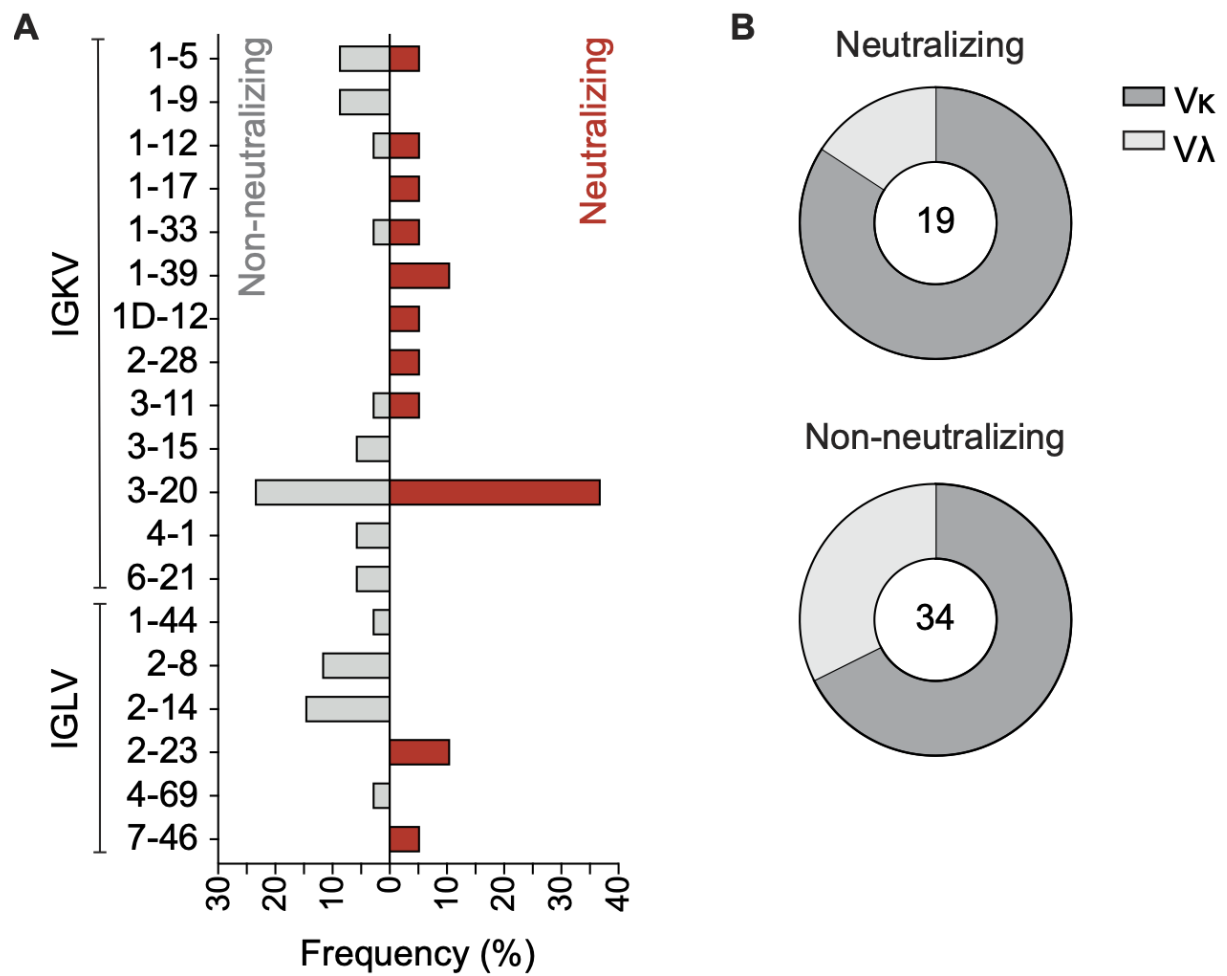 A
Non-neutralizing
Neutralizing
IGKV
1-5
1-9
1-12
1-17
1-33
1-39
1D-12
2-28
3-11
3-15
3-20
4-1
6-21
IGLV
1-44
2-8
2-14
2-23
4-69
7-46
30 20 10 0 10 20 30 40
Frequency (%)
B
Neutralizing
19
Vκ
Vλ
Non-neutralizing
34